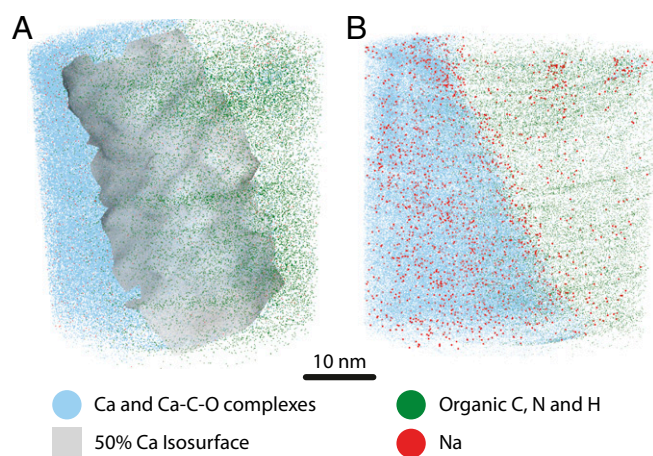 A
B
10 nm
Ca and Ca-C-O complexes
Organic C, N and H
50% Ca Isosurface
Na